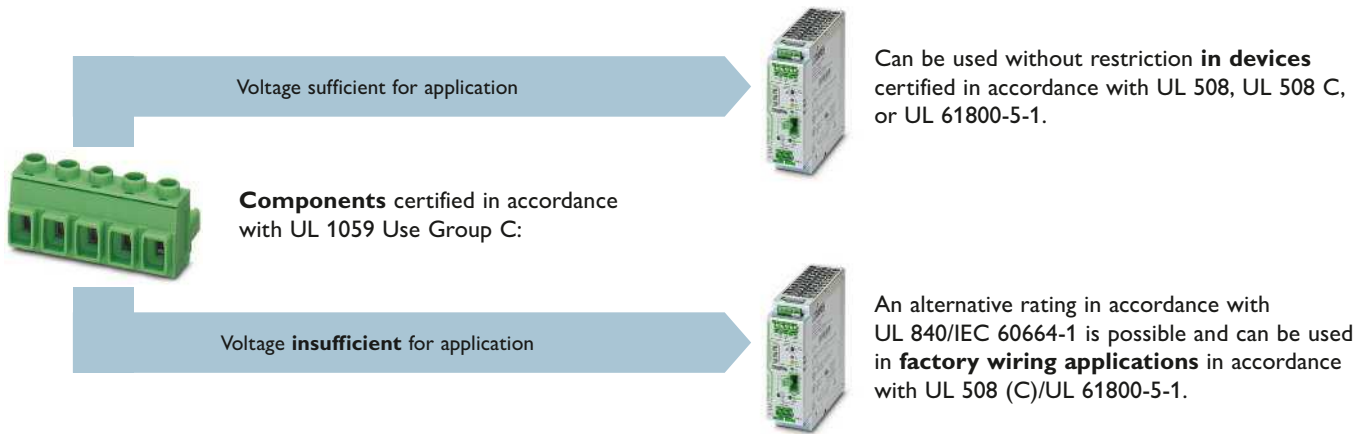 Voltage sufficient for application
Can be used without restriction in devices
certified in accordance with UL 508, UL 508 C,
or UL 61800-5-1.
Components certified in accordance
with UL 1059 Use Group C:
Voltage insufficient for application
An alternative rating in accordance with
UL 840/IEC 60664-1 is possible and can be used
in factory wiring applications in accordance
with UL 508 (C)/UL 61800-5-1.